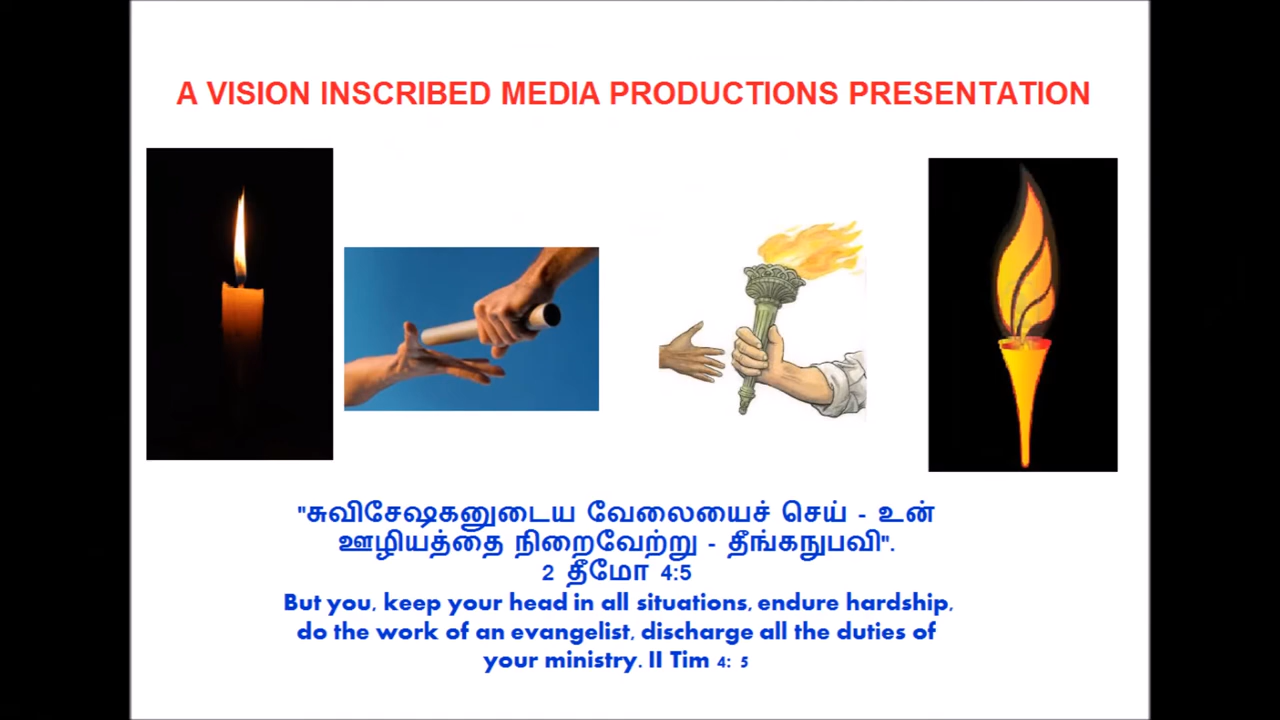 A VISION INSCRIBED MEDIA PRODUCTIONS PRESENTATION
"சுவிசேஷகனுடைய வேலையைச் செய் - உன்
ஊழியத்தை நிறைவேற்று - தீங்கநுபவி".
2 தீமோ 4:5
But you, keep your head in all situations, endure hardship,
do the work of an evangelist, discharge all the duties of
your ministry. II Tim 4: 5